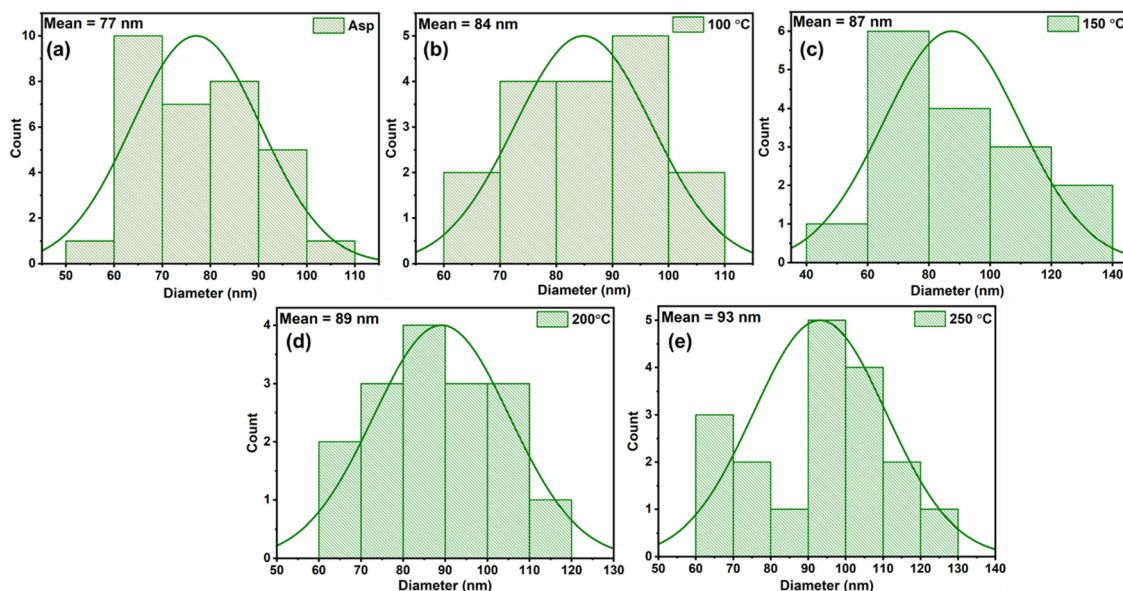 Mean = 77 nm
Asp
(a)
10
8
6
4
2
0
Count
50 60 70 80 90 100 110
Diameter (nm)
Mean = 84 nm
100 °C
(b)
5
4
3
2
1
0
Count
60 70 80 90 100 110
Diameter (nm)
Mean = 87 nm
150 °C
(c)
6
5
4
3
2
1
0
Count
40 60 80 100 120 140
Diameter (nm)
Mean = 89 nm
200°C
(d)
4
3
2
1
0
Count
50 60 70 80 90 100 110 120 130
Diameter (nm)
Mean = 93 nm
250 °C
(e)
5
4
3
2
1
0
Count
50 60 70 80 90 100 110 120 130 140
Diameter (nm)